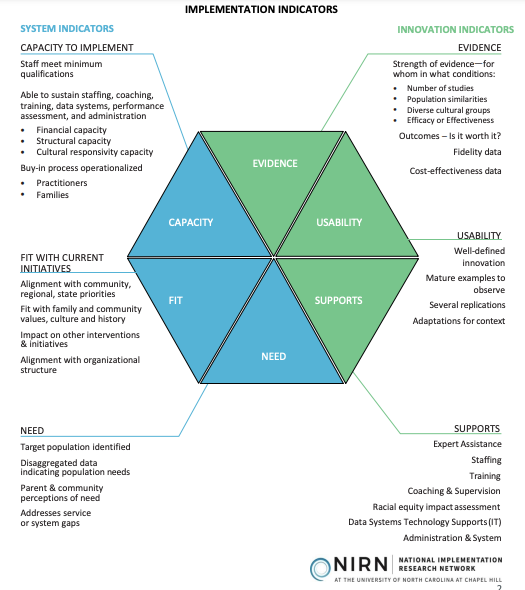 IMPLEMENTATION INDICATORS
SYSTEM INDICATORS
CAPACITY TO IMPLEMENT
Staff meet minimum
qualifications
Able to sustain staffing, coaching,
training, data systems, performance
assessment, and administration
• Financial capacity
• Structural capacity
• Cultural responsivity capacity
Buy-in process operationalized
• Practitioners
• Families
INNOVATION INDICATORS
EVIDENCE
Strength of evidence—for
whom in what conditions:
• Number of studies
• Population similarities
• Diverse cultural groups
• Efficacy or Effectiveness
Outcomes – Is it worth it?
Fidelity data
Cost-effectiveness data
EVIDENCE
CAPACITY
USABILITY
FIT
SUPPORTS
NEED
FIT WITH CURRENT
INITIATIVES
Alignment with community,
regional, state priorities
Fit with family and community
values, culture and history
Impact on other interventions
& initiatives
Alignment with organizational
structure
USABILITY
Well-defined
innovation
Mature examples to
observe
Several replications
Adaptations for context
NEED
Target population identified
Disaggregated data
indicating population needs
Parent & community
perceptions of need
Addresses service
or system gaps
SUPPORTS
Expert Assistance
Staffing
Training
Coaching & Supervision
Racial equity impact assessment
Data Systems Technology Supports (IT)
Administration & System
NIRN
NATIONAL IMPLEMENTATION
RESEARCH NETWORK
AT THE UNIVERSITY OF NORTH CAROLINA AT CHAPEL HILL
2